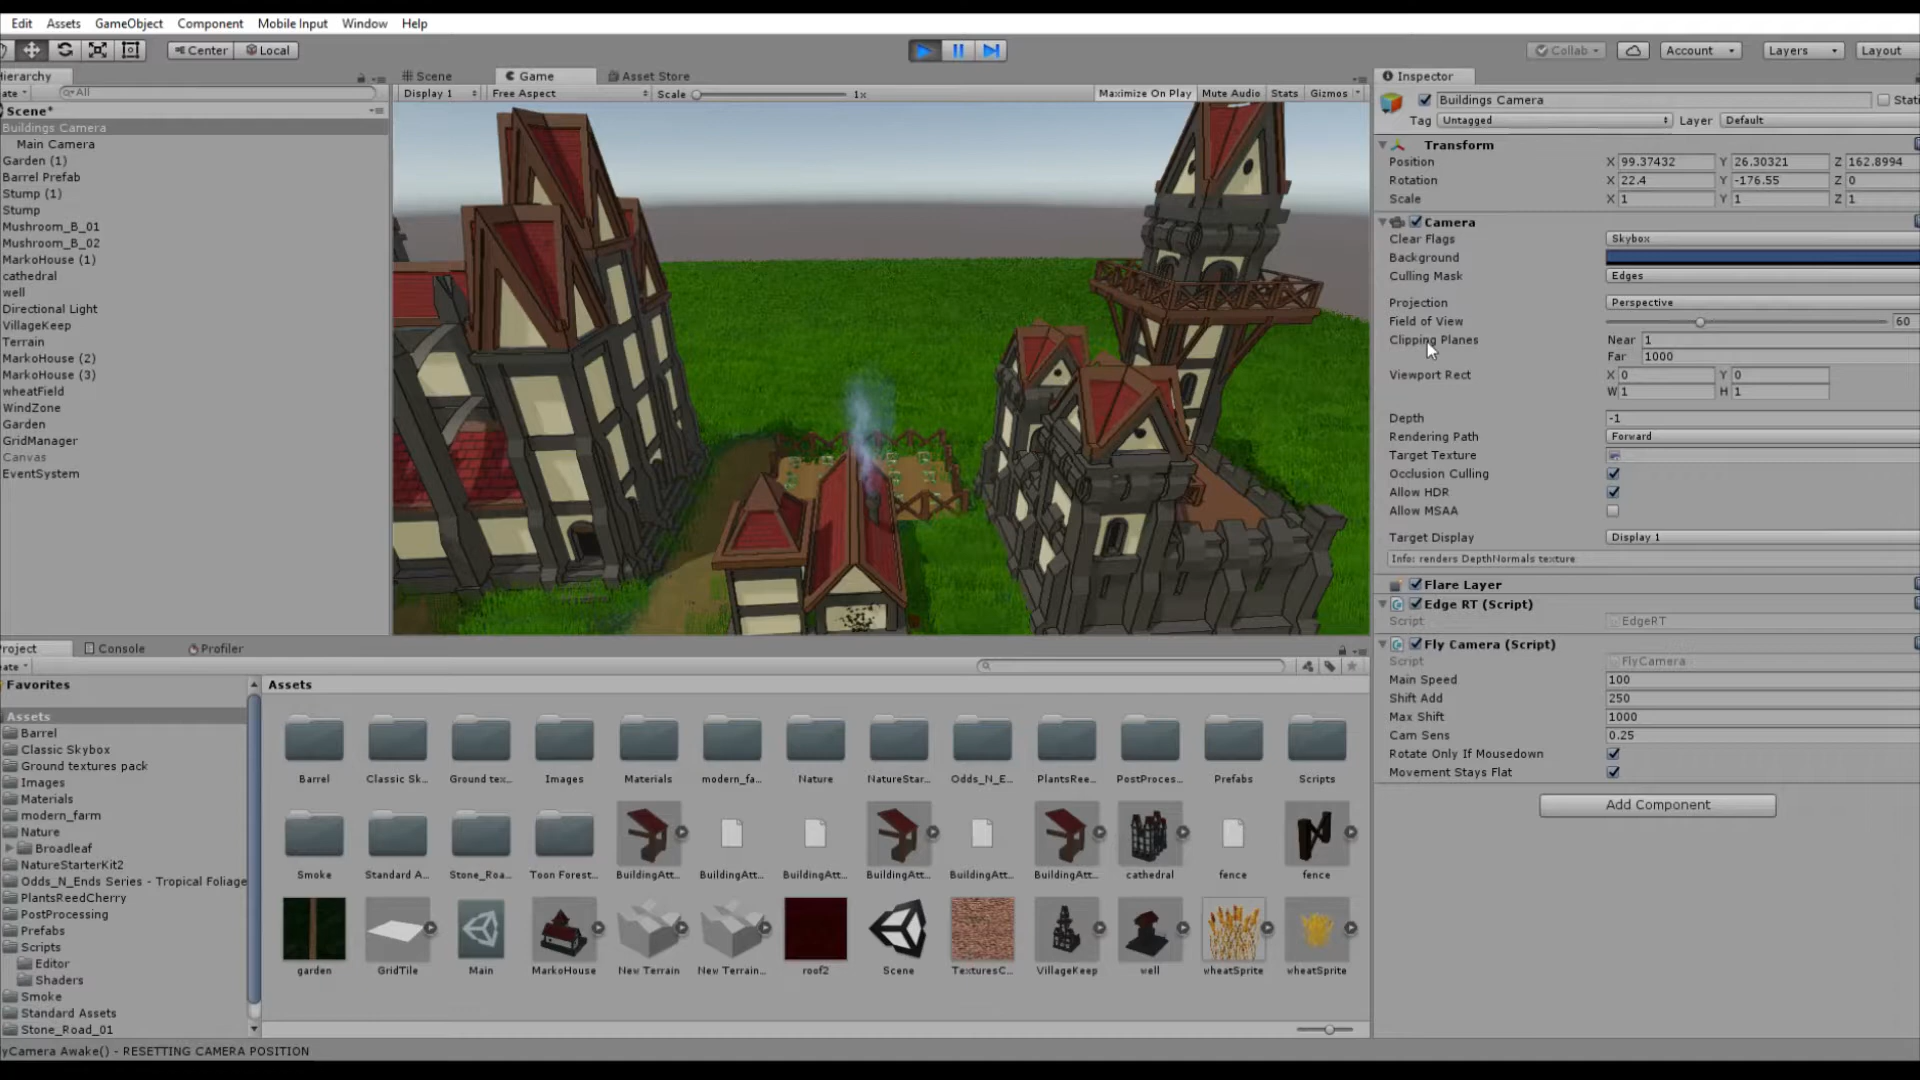 Edit Assets GameObject Component Mobile Input Window Help
Center Local Collab Account Layers Layout
Hierarchy
Scene Game Asset Store
Inspector
ate All
Display 1 Free Aspect Scale 1x Maximize On Play Mute Audio Stats Gizmos
Scene*
Buildings Camera
Main Camera
Garden (1)
Barrel Prefab
Stump (1)
Stump
Mushroom_B_01
Mushroom_B_02
MarkoHouse (1)
cathedral
well
Directional Light
VillageKeep
Terrain
MarkoHouse (2)
MarkoHouse (3)
wheatField
WindZone
Garden
GridManager
Canvas
EventSystem
Buildings Camera Stati
Tag Untagged Layer Default
Transform
Position X 99.37432 Y 26.30321 Z 162.8994
Rotation X 22.4 Y -176.55 Z 0
Scale X 1 Y 1 Z 1
Camera
Clear Flags Skybox
Background
Culling Mask Edges
Projection Perspective
Field of View 60
Clipping Planes Near 1
Far 1000
Viewport Rect X 0 Y 0
W 1 H 1
Depth -1
Rendering Path Forward
Target Texture
Occlusion Culling
Allow HDR
Allow MSAA
Target Display Display 1
Info: renders DepthNormals texture
Flare Layer
Edge RT (Script)
Script EdgeRT
Fly Camera (Script)
Script FlyCamera
Main Speed 100
Shift Add 250
Max Shift 1000
Cam Sens 0.25
Rotate Only If Mousedown
Movement Stays Flat
Add Component
roject Console Profiler
ate
Favorites
Assets
Barrel
Classic Skybox
Ground textures pack
Images
Materials
modern_farm
Nature
Broadleaf
NatureStarterKit2
Odds_N_Ends Series - Tropical Foliage
PlantsReedCherry
PostProcessing
Prefabs
Scripts
Editor
Shaders
Smoke
Standard Assets
Stone_Road_01
Assets
Barrel Classic Sk... Ground tex... Images Materials modern_fa... Nature NatureStar... Odds_N_E... PlantsRee... PostProces... Prefabs Scripts
Smoke Standard A... Stone_Roa... Toon Forest... BuildingAtt... BuildingAtt... BuildingAtt... BuildingAtt... BuildingAtt... BuildingAtt... cathedral fence fence
garden GridTile Main MarkoHouse New Terrain New Terrain... roof2 Scene TexturesC... VillageKeep well wheatSprite wheatSprite
lyCamera Awake() - RESETTING CAMERA POSITION